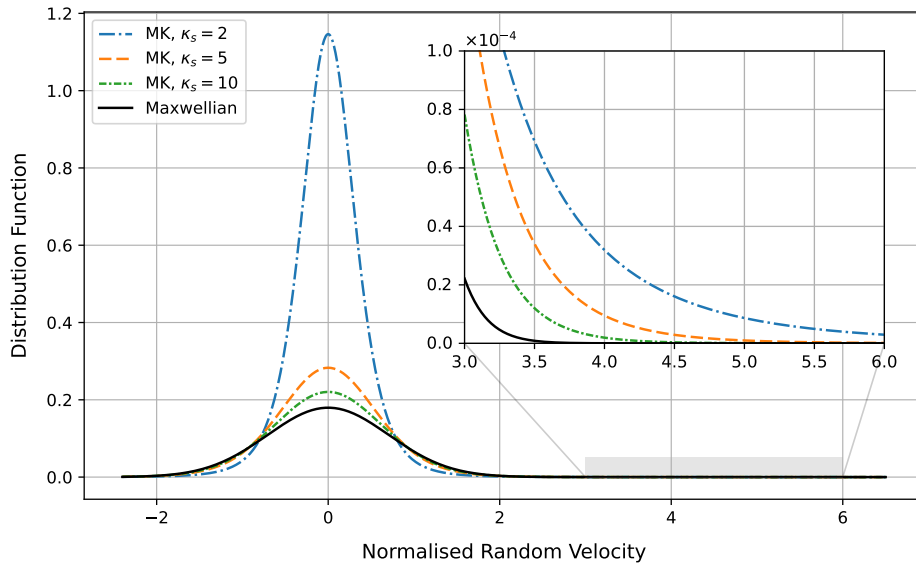 MK, κₛ = 2
MK, κₛ = 5
MK, κₛ = 10
Maxwellian
Distribution Function
1.2
1.0
0.8
0.6
0.4
0.2
0.0
×10⁻⁴
1.0
0.8
0.6
0.4
0.2
0.0
3.0 3.5 4.0 4.5 5.0 5.5 6.0
−2 0 2 4 6
Normalised Random Velocity